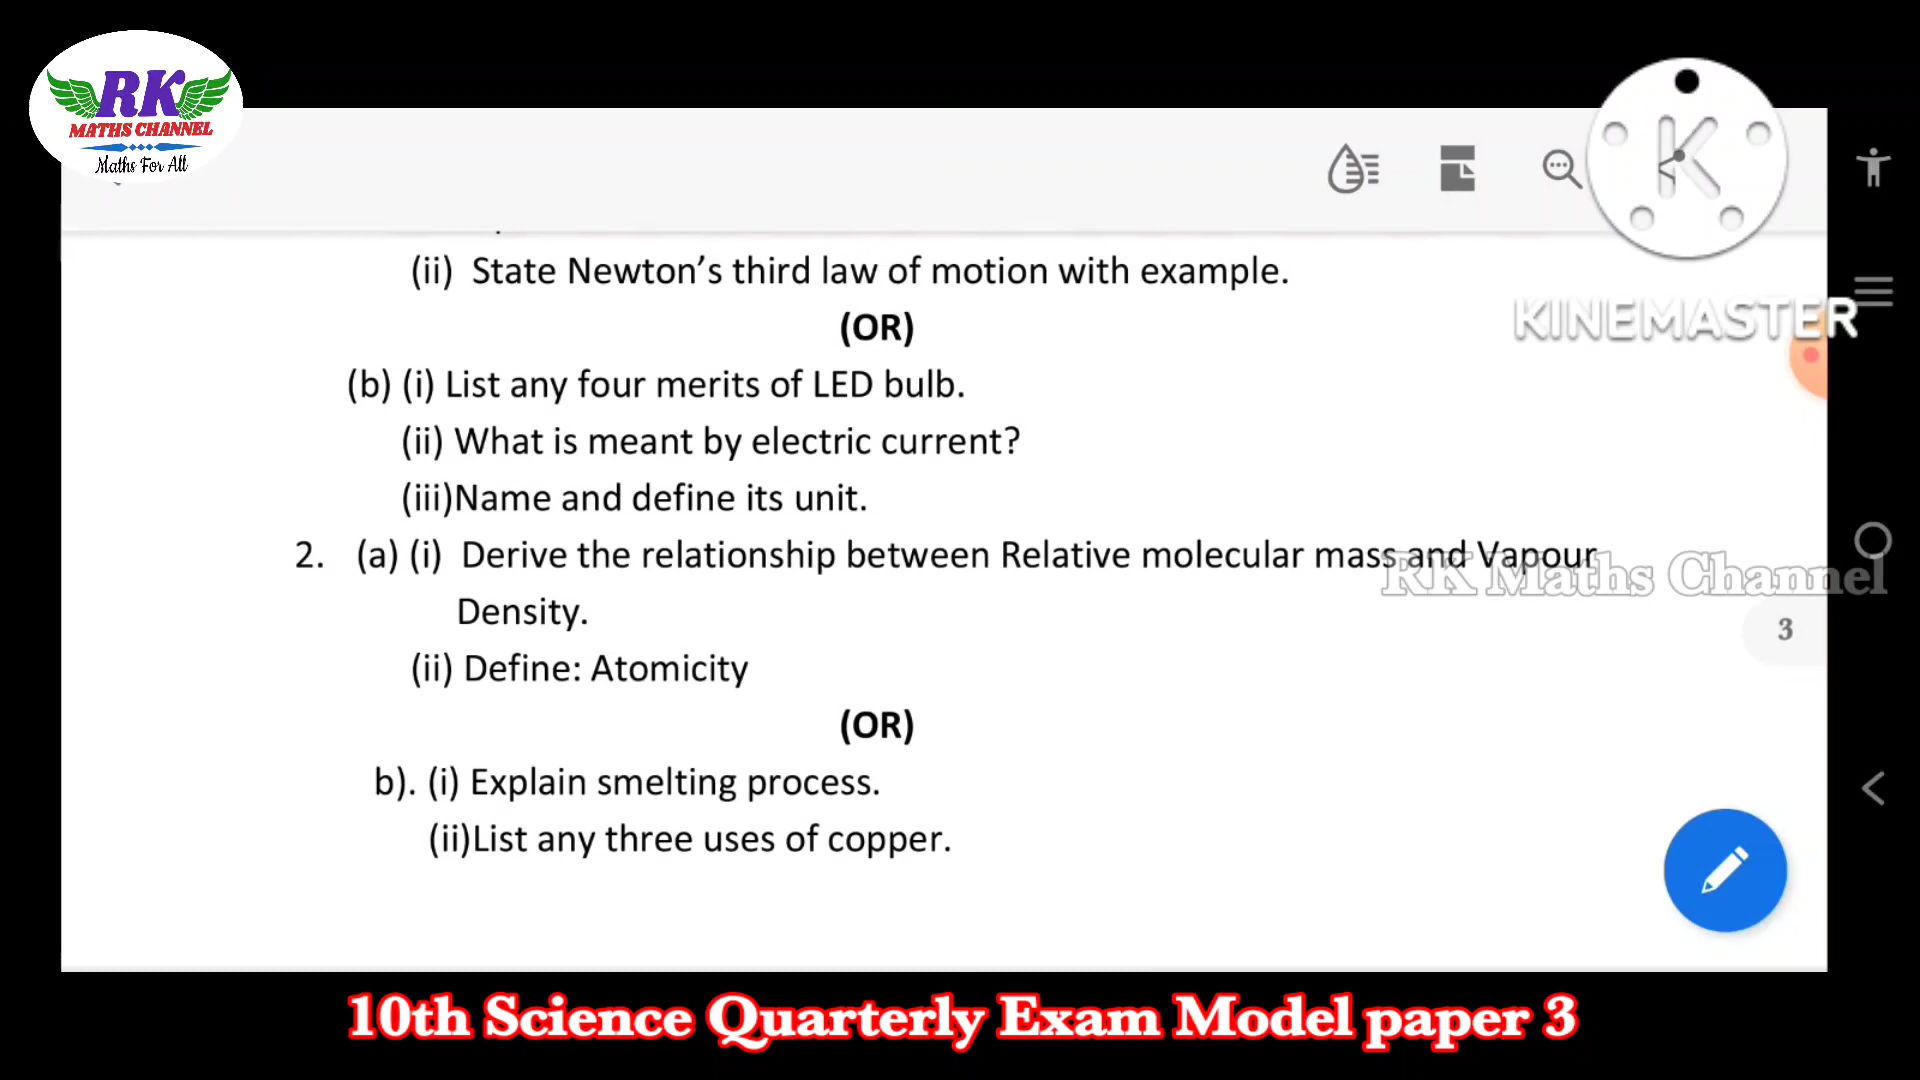 RK
MATHS CHANNEL
Maths For All
K
KINEMASTER
(ii) State Newton’s third law of motion with example.
(OR)
(b) (i) List any four merits of LED bulb.
(ii) What is meant by electric current?
(iii)Name and define its unit.
2. (a) (i) Derive the relationship between Relative molecular mass and Vapour
Density.
RK Maths Channel
3
(ii) Define: Atomicity
(OR)
b). (i) Explain smelting process.
(ii)List any three uses of copper.
10th Science Quarterly Exam Model paper 3